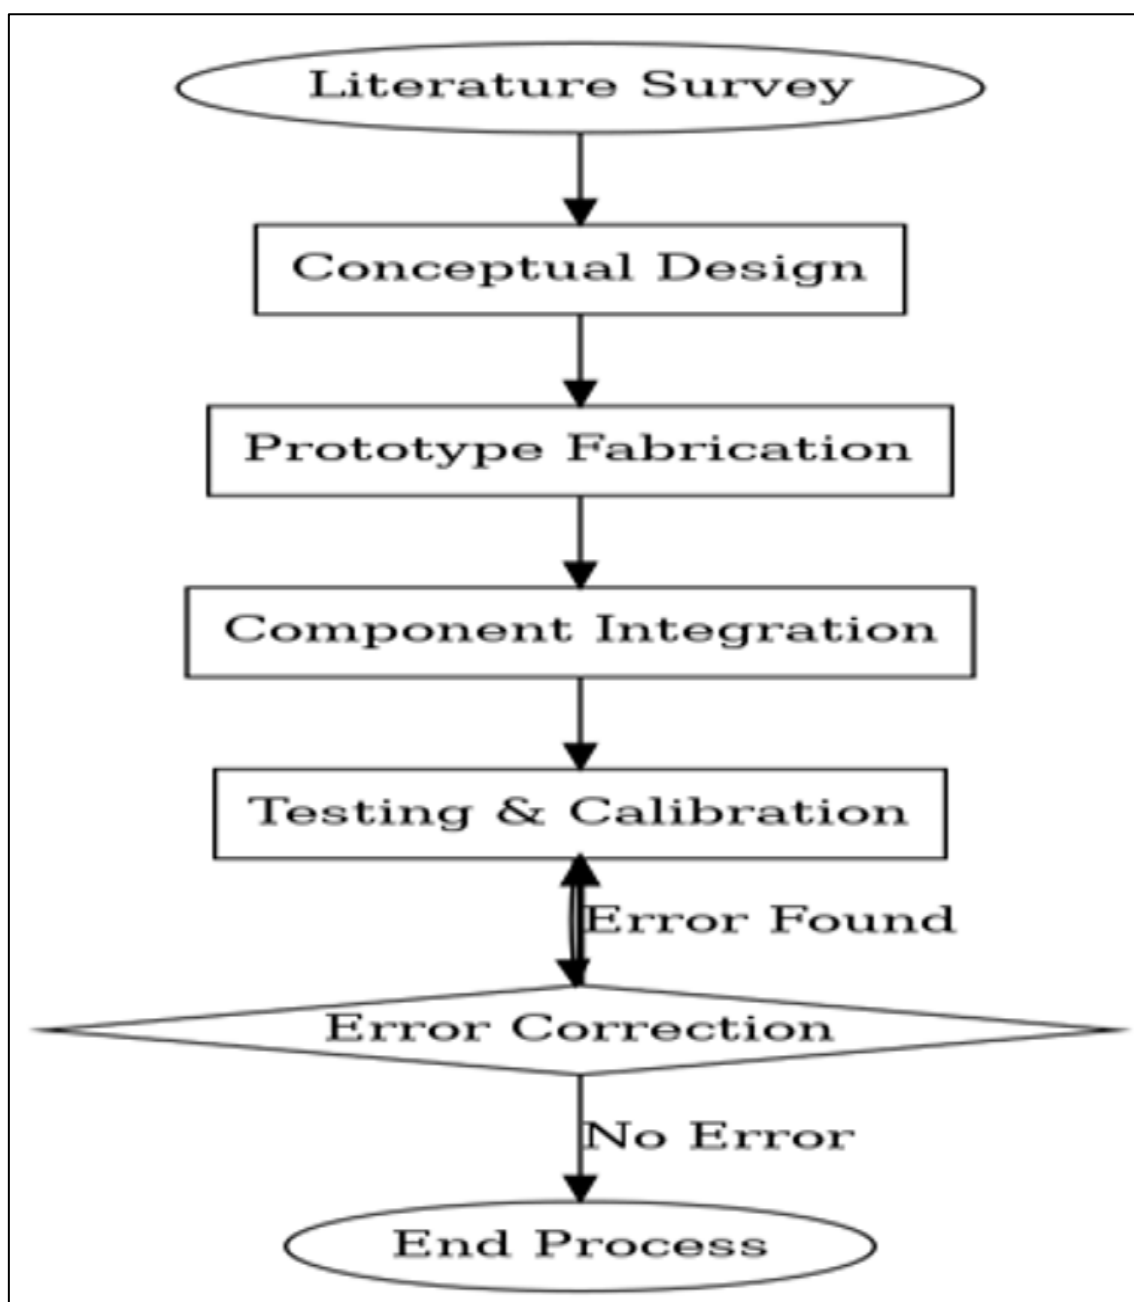 Literature Survey
Conceptual Design
Prototype Fabrication
Component Integration
Testing & Calibration
Error Found
Error Correction
No Error
End Process